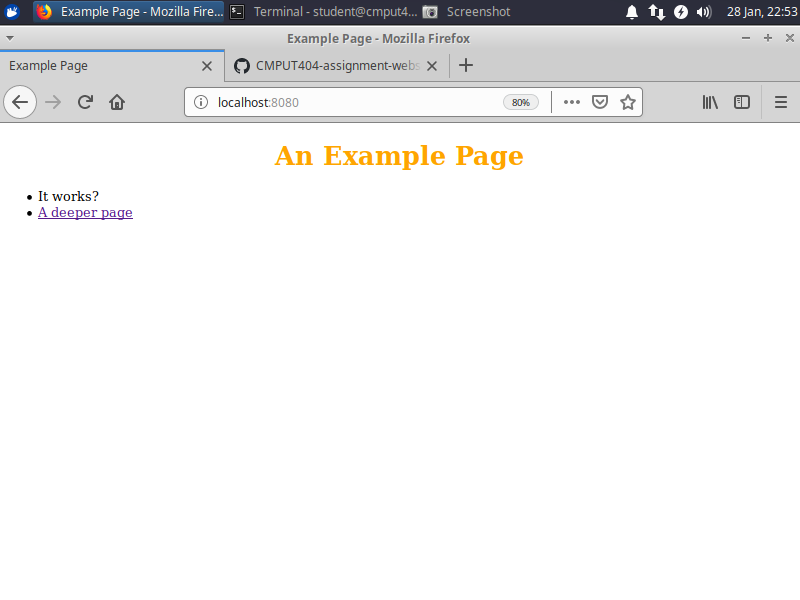 Example Page - Mozilla Fire... Terminal - student@cmput4... Screenshot 28 Jan, 22:53
Example Page - Mozilla Firefox
Example Page CMPUT404-assignment-webs
localhost:8080 80%
An Example Page
• It works?
• A deeper page